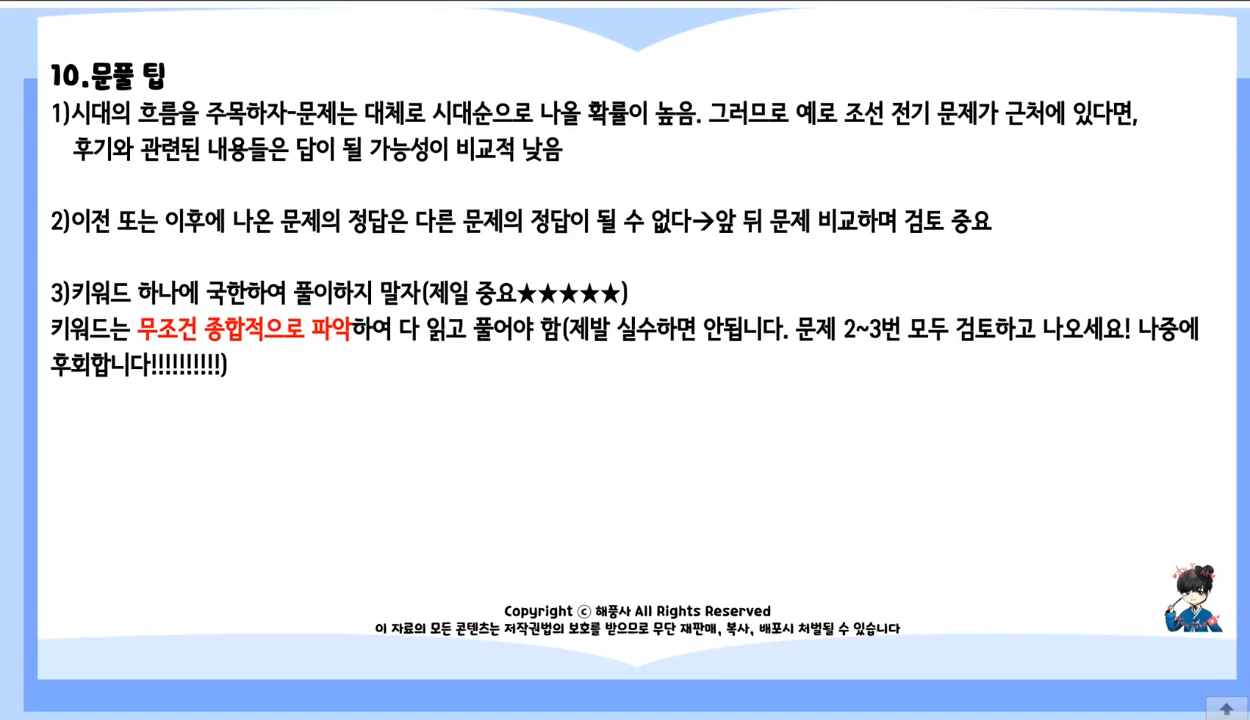 10.문풀 팁
1)시대의 흐름을 주목하자-문제는 대체로 시대순으로 나올 확률이 높음. 그러므로 예로 조선 전기 문제가 근처에 있다면,
후기와 관련된 내용들은 답이 될 가능성이 비교적 낮음
2)이전 또는 이후에 나온 문제의 정답은 다른 문제의 정답이 될 수 없다→앞 뒤 문제 비교하며 검토 중요
3)키워드 하나에 국한하여 풀이하지 말자(제일 중요★★★★★)
키워드는 무조건 종합적으로 파악하여 다 읽고 풀어야 함(제발 실수하면 안됩니다. 문제 2~3번 모두 검토하고 나오세요! 나중에
후회합니다!!!!!!!!!!)
Copyright ⓒ 해풍사 All Rights Reserved
이 자료의 모든 콘텐츠는 저작권법의 보호를 받으므로 무단 재판매, 복사, 배포시 처벌될 수 있습니다